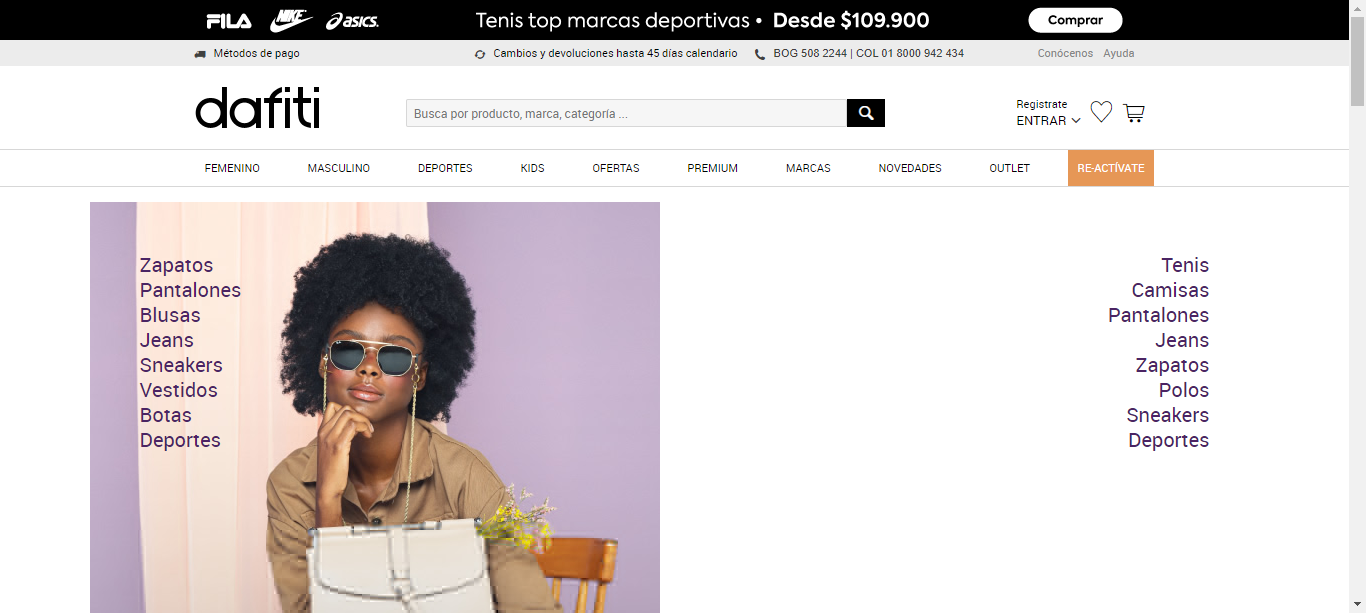 FILA NIKE asics. Tenis top marcas deportivas • Desde $109.900 Comprar
Métodos de pago Cambios y devoluciones hasta 45 días calendario BOG 508 2244 | COL 01 8000 942 434 Conócenos Ayuda
dafiti
Busca por producto, marca, categoría ...
Registrate
ENTRAR
FEMENINO MASCULINO DEPORTES KIDS OFERTAS PREMIUM MARCAS NOVEDADES OUTLET RE-ACTÍVATE
Zapatos
Pantalones
Blusas
Jeans
Sneakers
Vestidos
Botas
Deportes
Tenis
Camisas
Pantalones
Jeans
Zapatos
Polos
Sneakers
Deportes